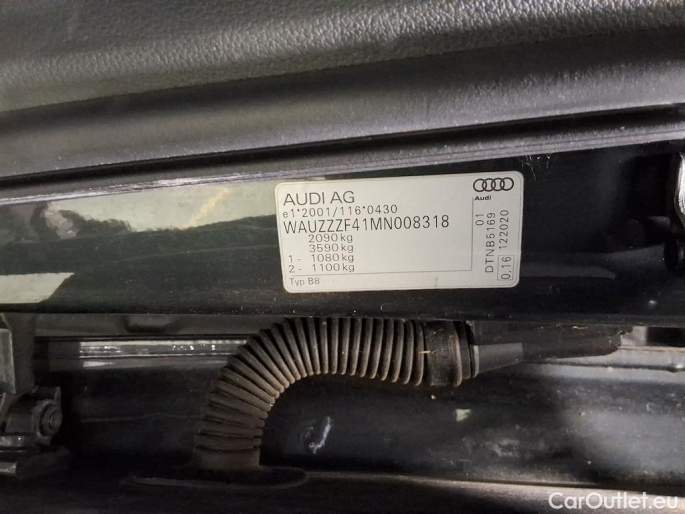 AUDI AG
Audi
e1*2001/116*0430
WAUZZZF41MN008318
2090kg
3590kg
1 - 1080kg
2 - 1100kg
Typ B8
DTNB5169 01
0.16 122020
CarOutlet.eu